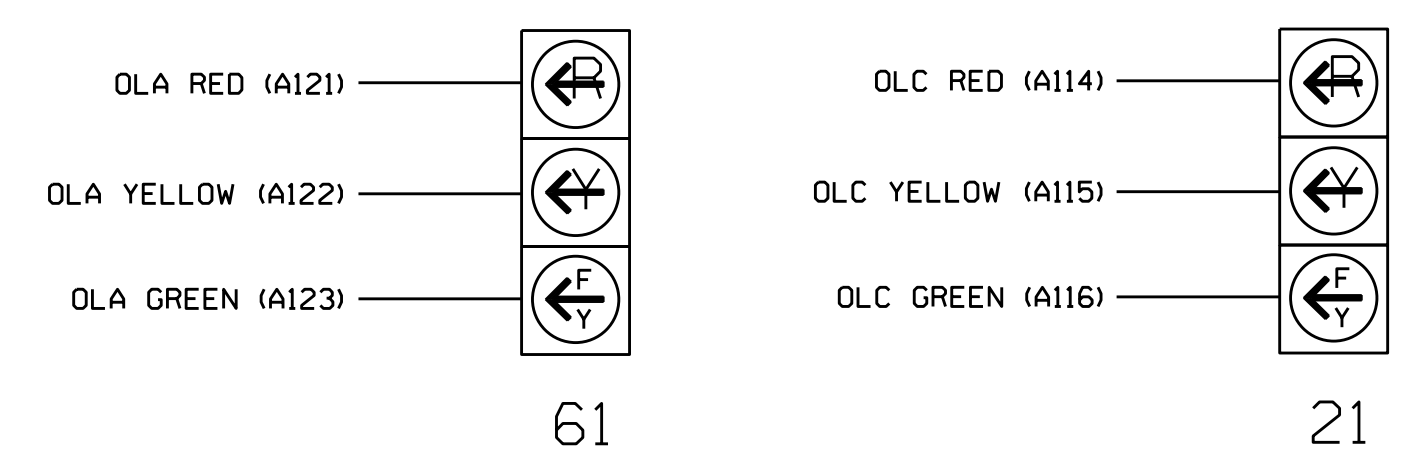 OLA RED (A121)
R
OLA YELLOW (A122)
Y
OLA GREEN (A123)
F
Y
61
OLC RED (A114)
R
OLC YELLOW (A115)
Y
OLC GREEN (A116)
F
Y
21